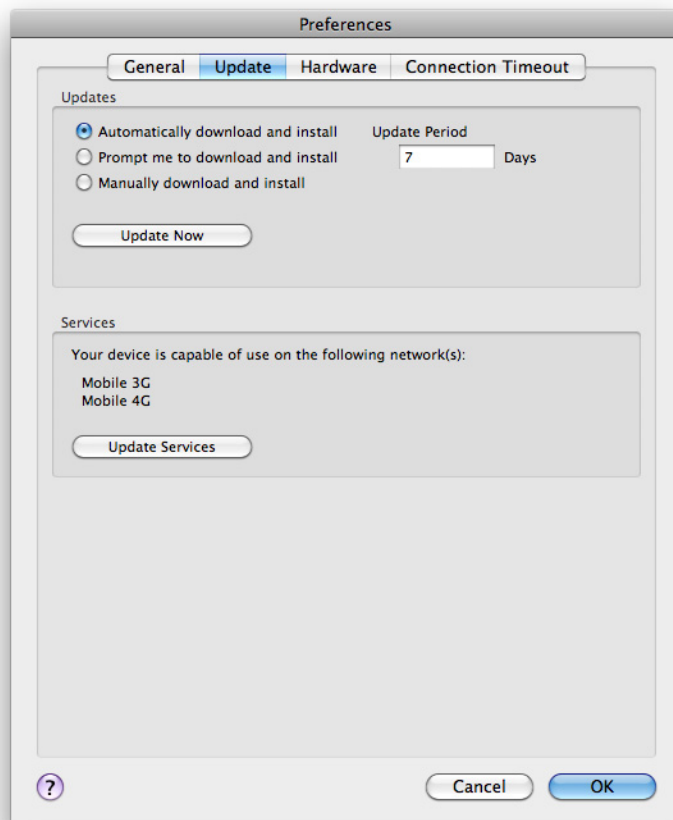 Preferences
General Update Hardware Connection Timeout
Updates
Automatically download and install Update Period
Prompt me to download and install 7 Days
Manually download and install
Update Now
Services
Your device is capable of use on the following network(s):
Mobile 3G
Mobile 4G
Update Services
? Cancel OK